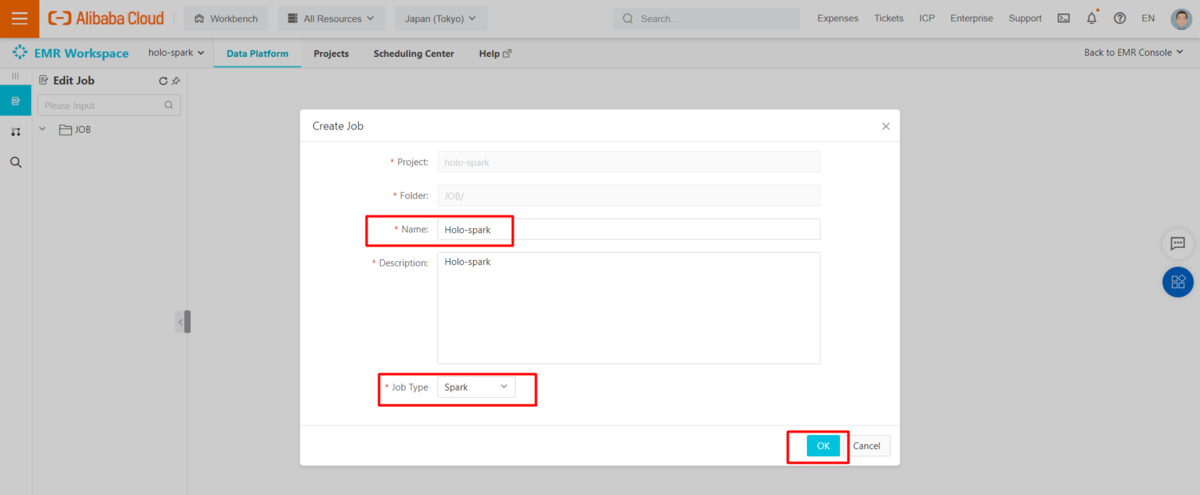 Alibaba Cloud Workbench All Resources Japan (Tokyo) Search... Expenses Tickets ICP Enterprise Support EN
EMR Workspace holo-spark Data Platform Projects Scheduling Center Help Back to EMR Console
Edit Job
Please Input
JOB
Create Job
* Project: holo-spark
* Folder: JOB/
* Name: Holo-spark
* Description: Holo-spark
* Job Type Spark
OK Cancel